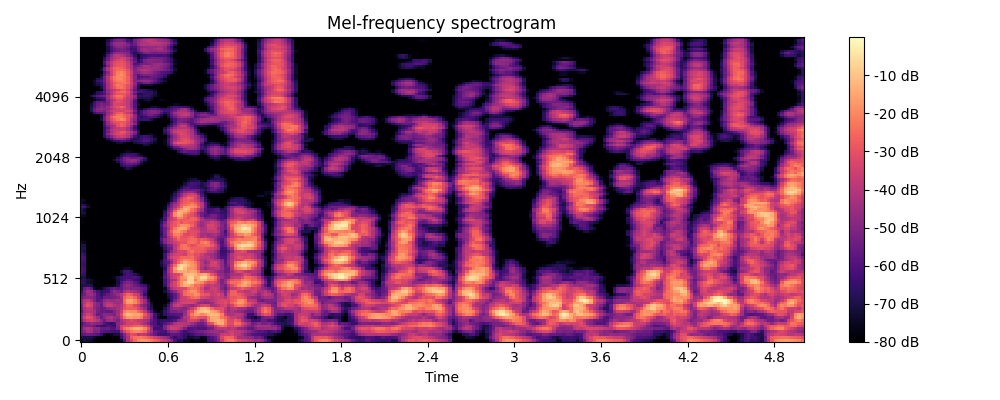 Mel-frequency spectrogram
Hz
4096
2048
1024
512
0
0 0.6 1.2 1.8 2.4 3 3.6 4.2 4.8
Time
-10 dB
-20 dB
-30 dB
-40 dB
-50 dB
-60 dB
-70 dB
-80 dB